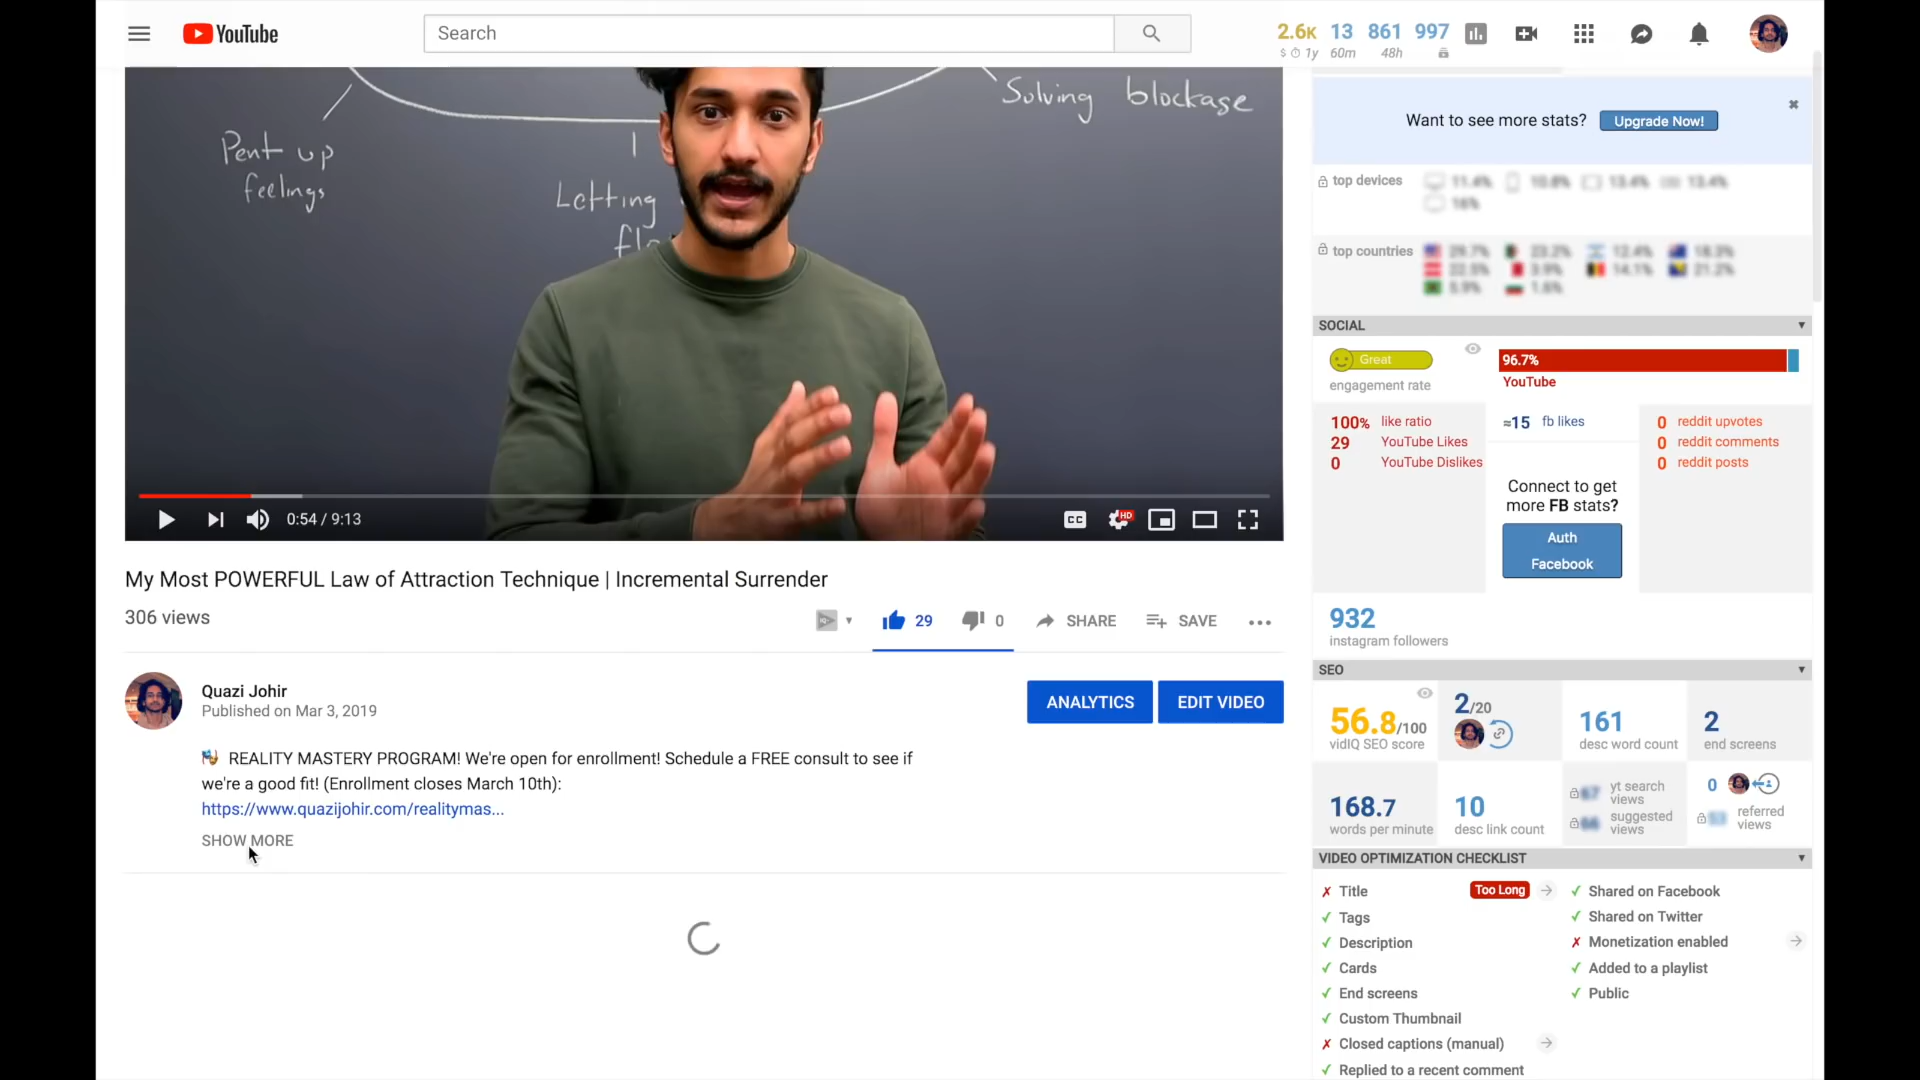 YouTube
Search
2.6K 13 861 997
1y 60m 48h
Solving blockase
Pent up
feelings
Letting
0:54 / 9:13
CC
HD
My Most POWERFUL Law of Attraction Technique | Incremental Surrender
306 views
29
0
SHARE
SAVE
Quazi Johir
Published on Mar 3, 2019
ANALYTICS
EDIT VIDEO
REALITY MASTERY PROGRAM! We're open for enrollment! Schedule a FREE consult to see if
we're a good fit! (Enrollment closes March 10th):
https://www.quazijohir.com/realitymas...
SHOW MORE
Want to see more stats? Upgrade Now!
top devices
top countries
SOCIAL
Great
engagement rate
96.7%
YouTube
100% like ratio
29 YouTube Likes
0 YouTube Dislikes
≈15 fb likes
Connect to get
more FB stats?
Auth
Facebook
0 reddit upvotes
0 reddit comments
0 reddit posts
932
instagram followers
SEO
56.8/100
vidIQ SEO score
2/20
161
desc word count
2
end screens
168.7
words per minute
10
desc link count
yt search
views
suggested
views
0
referred
views
VIDEO OPTIMIZATION CHECKLIST
Title Too Long
Tags
Description
Cards
End screens
Custom Thumbnail
Closed captions (manual)
Replied to a recent comment
Shared on Facebook
Shared on Twitter
Monetization enabled
Added to a playlist
Public